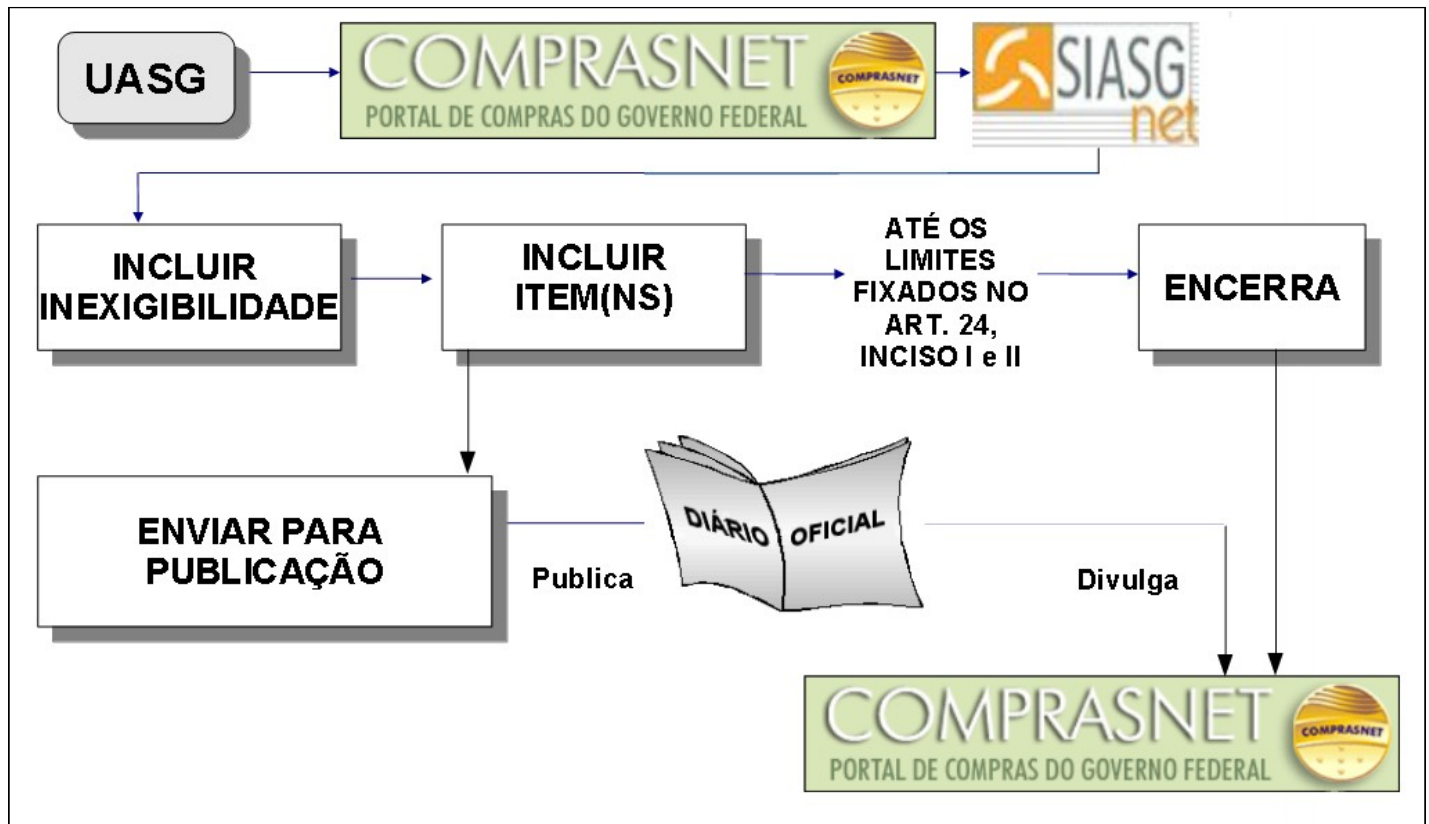 UASG
COMPRASNET
PORTAL DE COMPRAS DO GOVERNO FEDERAL
COMPRASNET
SIASG
net
INCLUIR
INEXIGIBILIDADE
INCLUIR
ITEM(NS)
ATÉ OS
LIMITES
FIXADOS NO
ART. 24,
INCISO I e II
ENCERRA
ENVIAR PARA
PUBLICAÇÃO
Publica
DIÁRIO OFICIAL
Divulga
COMPRASNET
PORTAL DE COMPRAS DO GOVERNO FEDERAL
COMPRASNET